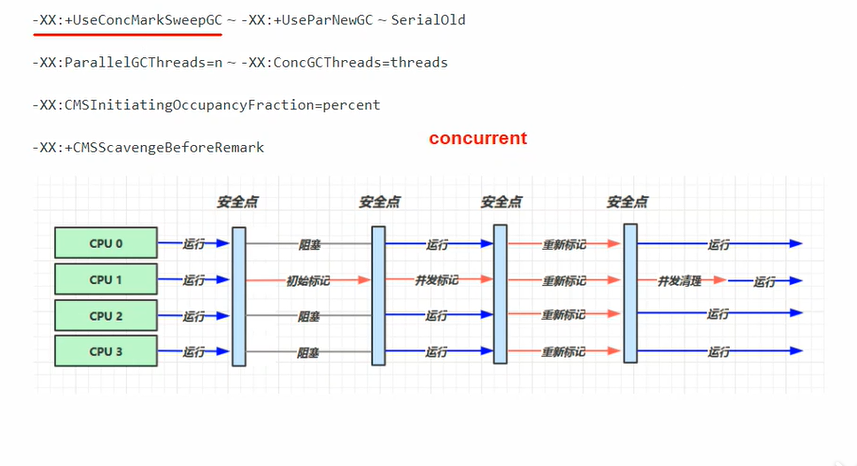 -XX:+UseConcMarkSweepGC ~ -XX:+UseParNewGC ~ SerialOld
-XX:ParallelGCThreads=n ~ -XX:ConcGCThreads=threads
-XX:CMSInitiatingOccupancyFraction=percent
concurrent
-XX:+CMSScavengeBeforeRemark
安全点 安全点 安全点 安全点
CPU 0 运行 阻塞 运行 重新标记 运行
CPU 1 运行 初始标记 并发标记 重新标记 并发清理 运行
CPU 2 运行 阻塞 运行 重新标记 运行
CPU 3 运行 阻塞 运行 重新标记 运行